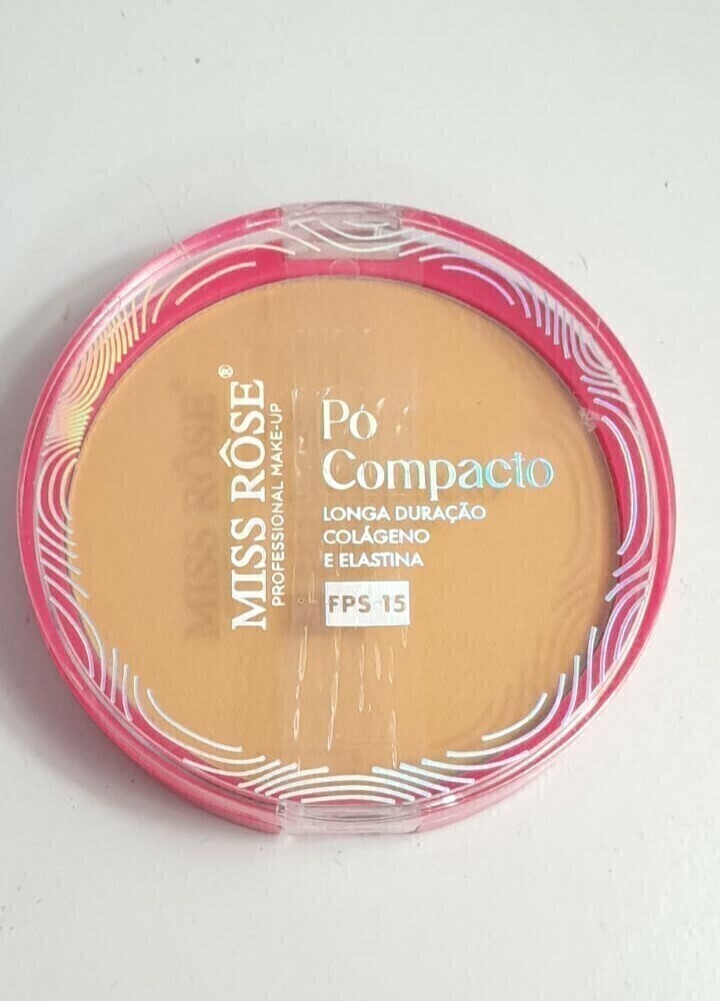 MISS RÔSE®
PROFESSIONAL MAKE-UP
Pó
Compacto
LONGA DURAÇÃO
COLÁGENO
E ELASTINA
FPS-15